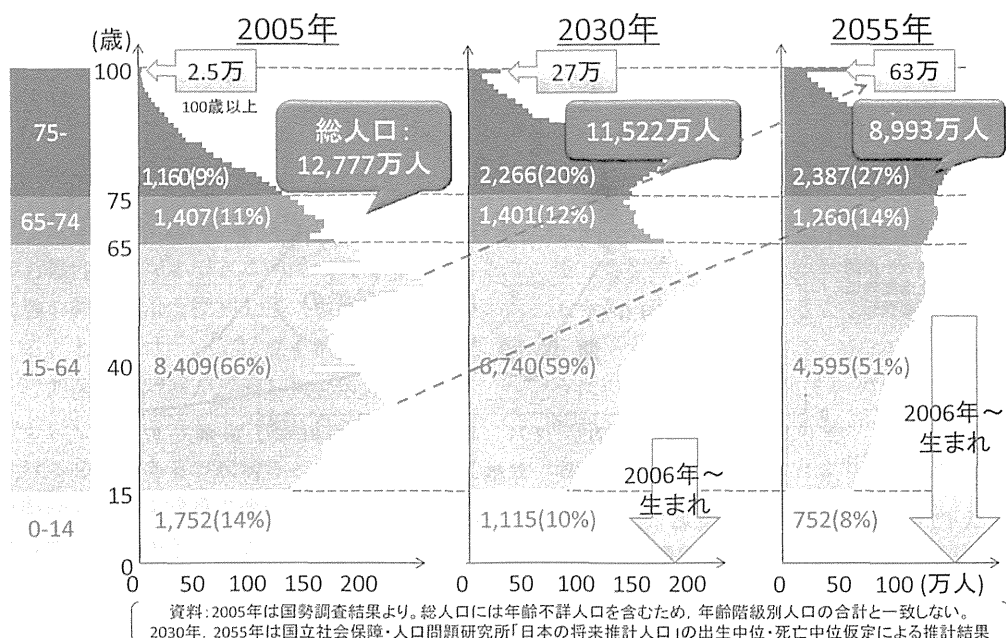 2005年
2030年
2055年
(歳)
100
75
65
40
15
0
75-
65-74
15-64
0-14
2.5万
100歳以上
総人口:
12,777万人
1,160(9%)
1,407(11%)
8,409(66%)
1,752(14%)
0 50 100 150 200
27万
11,522万人
2,266(20%)
1,401(12%)
6,740(59%)
1,115(10%)
2006年～
生まれ
0 50 100 150 200
63万
8,993万人
2,387(27%)
1,260(14%)
4,595(51%)
752(8%)
2006年～
生まれ
0 50 100 (万人)
資料:2005年は国勢調査結果より。総人口には年齢不詳人口を含むため,年齢階級別人口の合計と一致しない。
2030年,2055年は国立社会保障・人口問題研究所「日本の将来推計人口」の出生中位・死亡中位仮定による推計結果